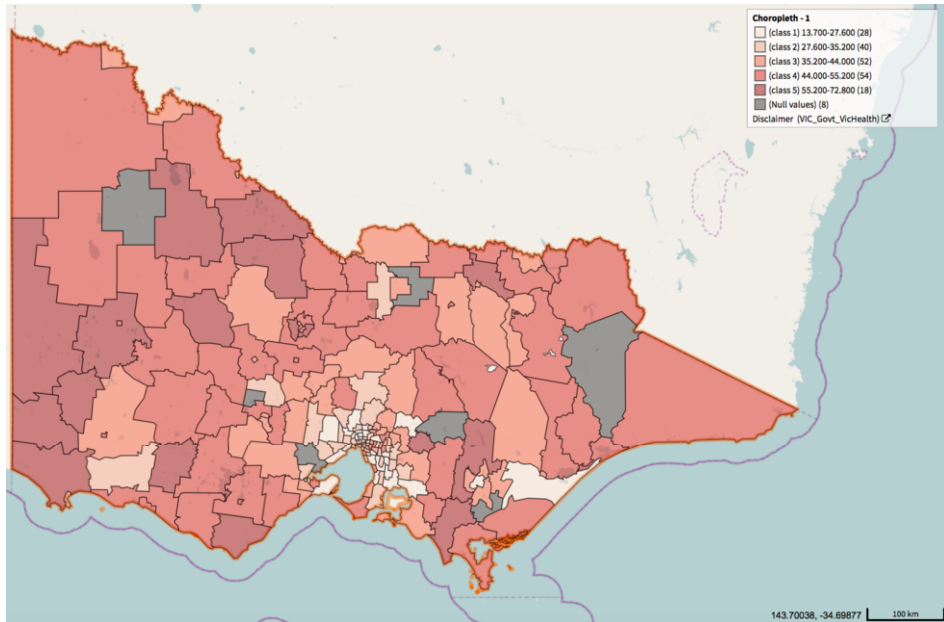 Choropleth - 1
(class 1) 13.700-27.600 (28)
(class 2) 27.600-35.200 (40)
(class 3) 35.200-44.000 (52)
(class 4) 44.000-55.200 (54)
(class 5) 55.200-72.800 (18)
(Null values) (8)
Disclaimer (VIC_Govt_VicHealth)
143.70038, -34.69877
100 km